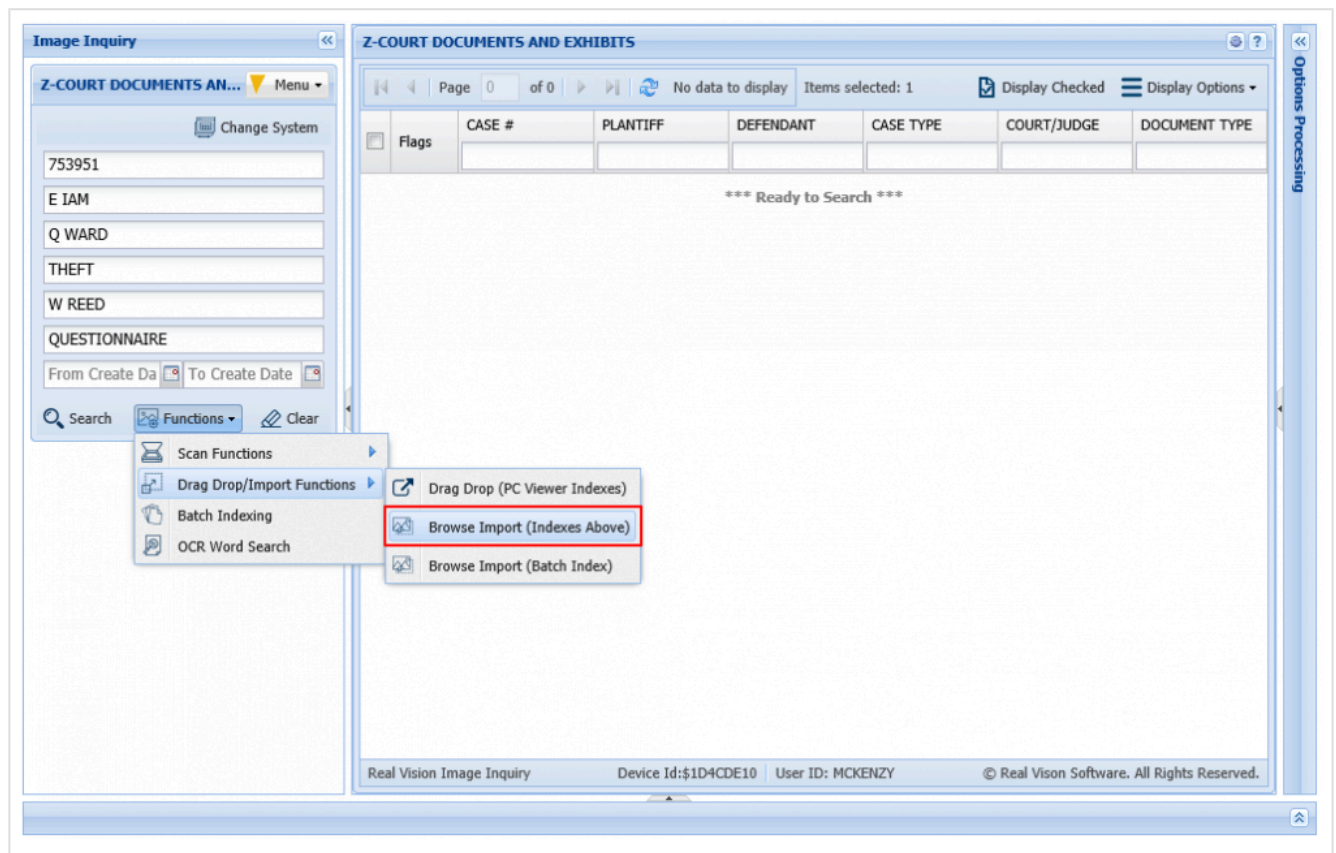 Image Inquiry
Z-COURT DOCUMENTS AN... Menu
Change System
753951
E IAM
Q WARD
THEFT
W REED
QUESTIONNAIRE
From Create Da To Create Date
Search Functions Clear
Scan Functions
Drag Drop/Import Functions
Batch Indexing
OCR Word Search
Drag Drop (PC Viewer Indexes)
Browse Import (Indexes Above)
Browse Import (Batch Index)
Z-COURT DOCUMENTS AND EXHIBITS
Page 0 of 0 No data to display Items selected: 1 Display Checked Display Options
Flags CASE # PLANTIFF DEFENDANT CASE TYPE COURT/JUDGE DOCUMENT TYPE
*** Ready to Search ***
Real Vision Image Inquiry Device Id:$1D4CDE10 User ID: MCKENZY © Real Vison Software. All Rights Reserved.
Options Processing